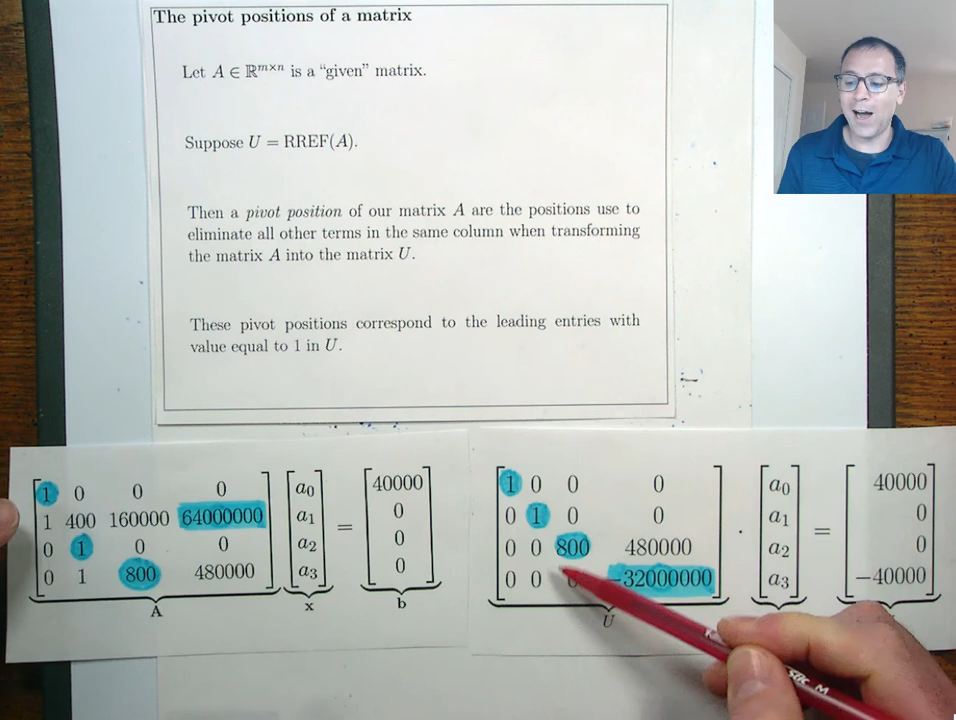 The pivot positions of a matrix
Let A ∈ ℝᵐˣⁿ is a “given” matrix.
Suppose U = RREF(A).
Then a pivot position of our matrix A are the positions use to
eliminate all other terms in the same column when transforming
the matrix A into the matrix U.
These pivot positions correspond to the leading entries with
value equal to 1 in U.
1 0 0 0 a₀ 40000
1 400 160000 64000000 a₁ = 0
0 1 0 0 a₂ 0
0 1 800 480000 a₃ 0
A x b
1 0 0 0 a₀ 40000
0 1 0 0 a₁ 0
0 0 800 480000 · a₂ = 0
0 0 0 −32000000 a₃ −40000
U